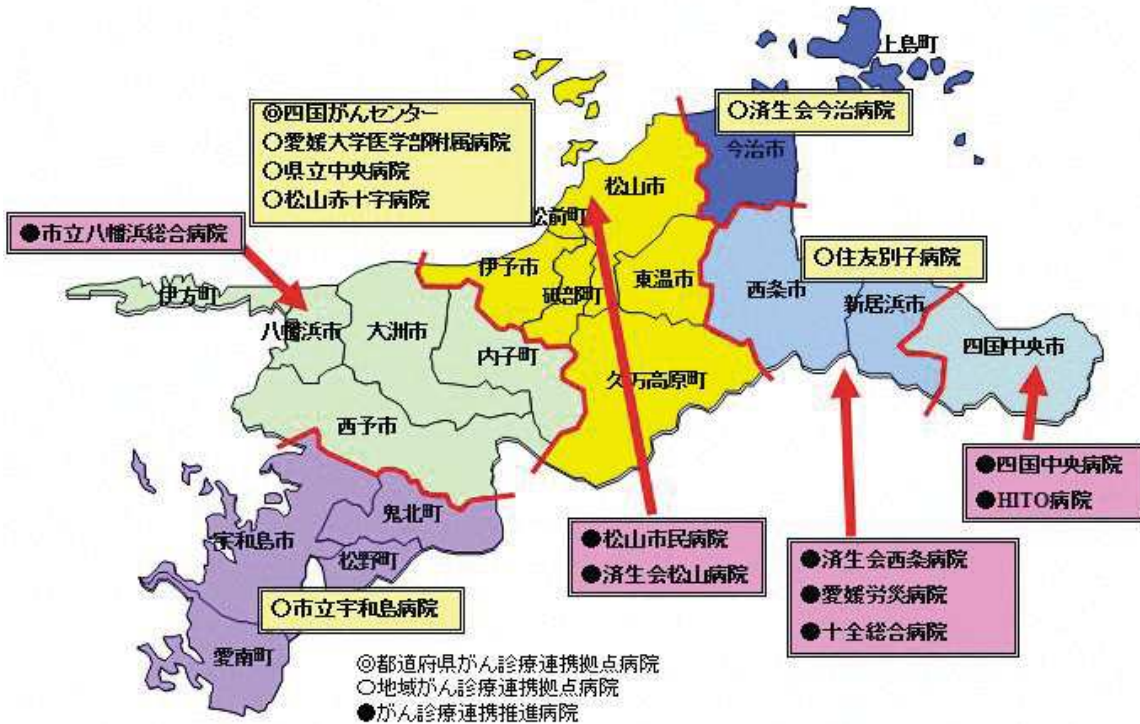 上島町
◎四国がんセンター
○愛媛大学医学部附属病院
○県立中央病院
○松山赤十字病院
○済生会今治病院
今治市
松山市
松前町
●市立八幡浜総合病院
伊予市
砥部町
東温市
○住友別子病院
西条市
新居浜市
四国中央市
伊方町
八幡浜市
大洲市
内子町
久万高原町
西予市
●四国中央病院
●HITO病院
鬼北町
宇和島市
松野町
●松山市民病院
●済生会松山病院
●済生会西条病院
●愛媛労災病院
●十全総合病院
○市立宇和島病院
愛南町
◎都道府県がん診療連携拠点病院
○地域がん診療連携拠点病院
●がん診療連携推進病院